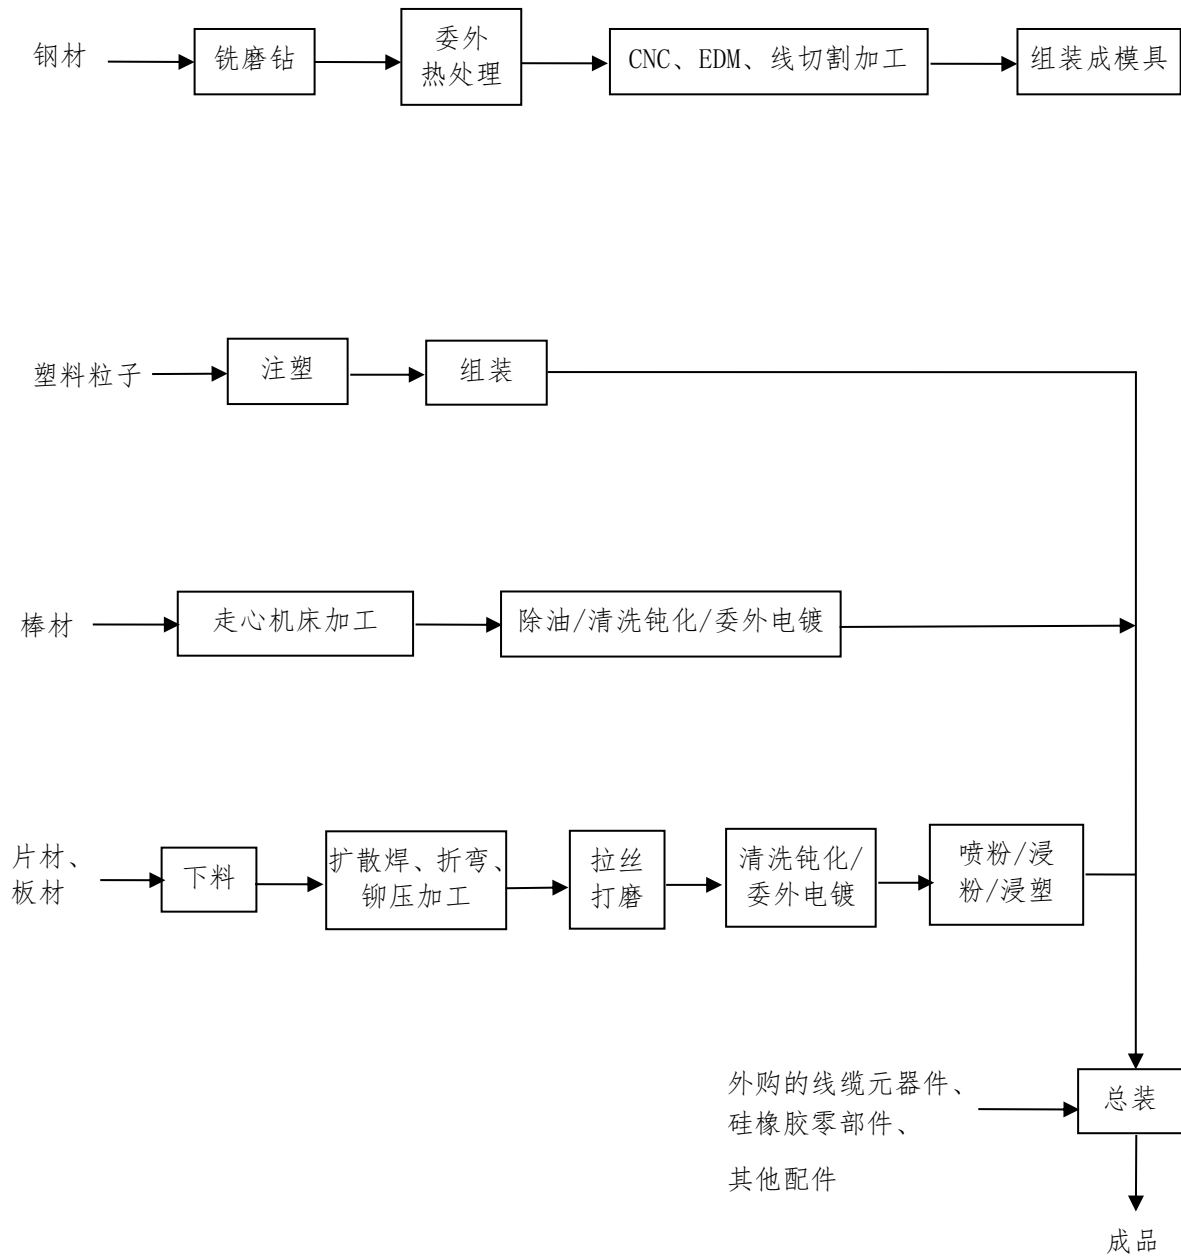 钢材
铣磨钻
委外
热处理
CNC、EDM、线切割加工
组装成模具
塑料粒子
注塑
组装
棒材
走心机床加工
除油/清洗钝化/委外电镀
片材、
板材
下料
扩散焊、折弯、
铆压加工
拉丝
打磨
清洗钝化/
委外电镀
喷粉/浸
粉/浸塑
外购的线缆元器件、
硅橡胶零部件、
其他配件
总装
成品